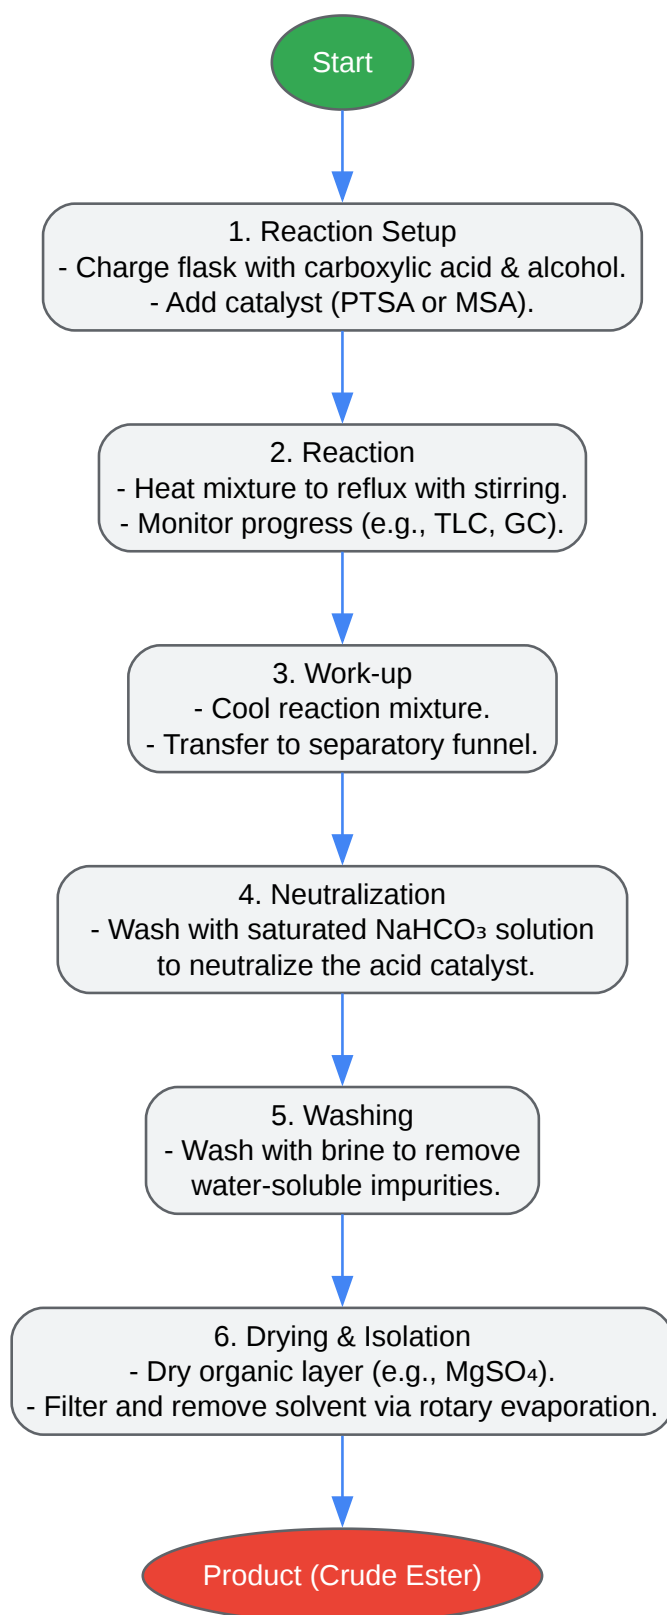 Start
1. Reaction Setup
- Charge flask with carboxylic acid & alcohol.
- Add catalyst (PTSA or MSA).
2. Reaction
- Heat mixture to reflux with stirring.
- Monitor progress (e.g., TLC, GC).
3. Work-up
- Cool reaction mixture.
- Transfer to separatory funnel.
4. Neutralization
- Wash with saturated NaHCO₃ solution
to neutralize the acid catalyst.
5. Washing
- Wash with brine to remove
water-soluble impurities.
6. Drying & Isolation
- Dry organic layer (e.g., MgSO₄).
- Filter and remove solvent via rotary evaporation.
Product (Crude Ester)